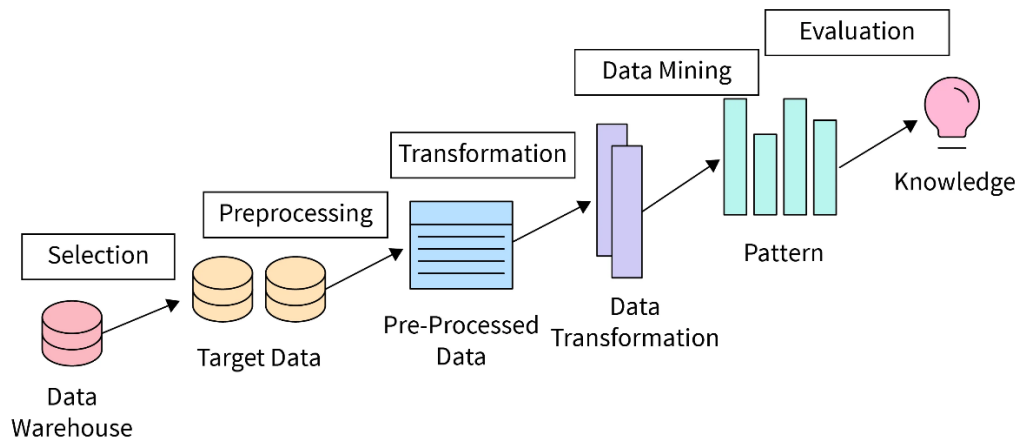 Evaluation
Data Mining
Transformation
Preprocessing
Selection
Knowledge
Pattern
Data
Transformation
Pre-Processed
Data
Target Data
Data
Warehouse